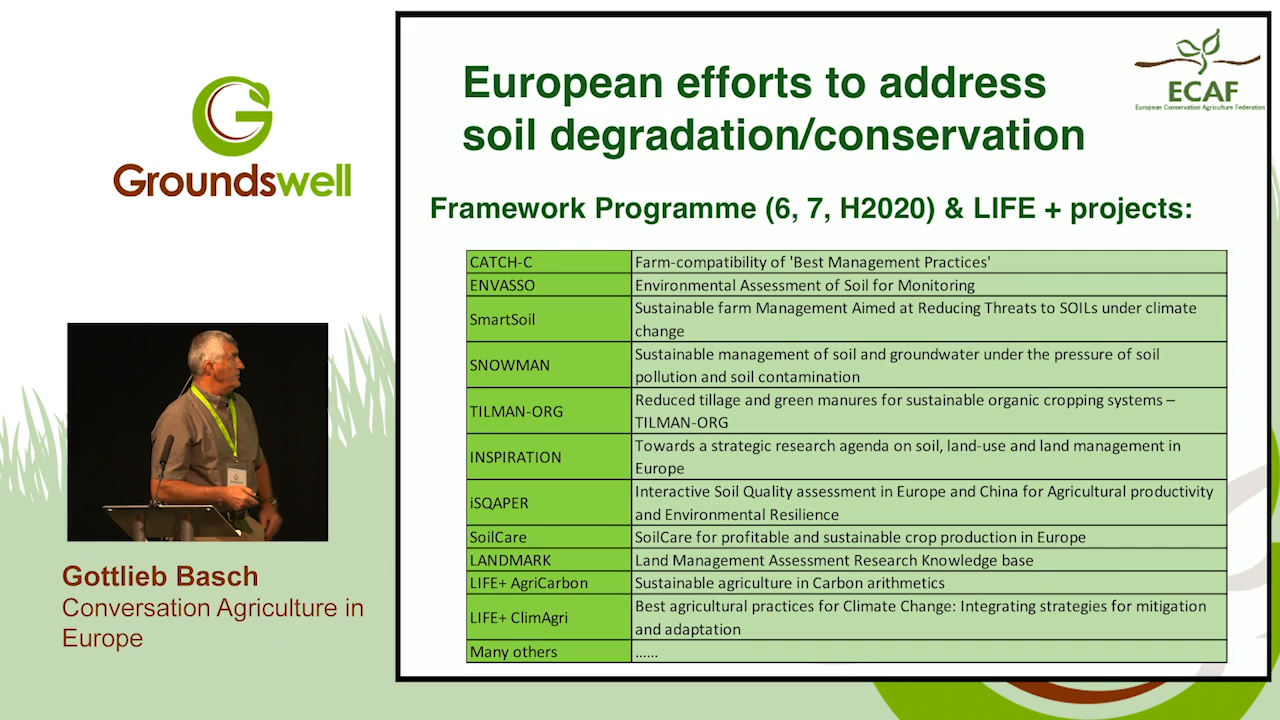 Groundswell
Gottlieb Basch
Conversation Agriculture in
Europe
European efforts to address
soil degradation/conservation
ECAF
European Conservation Agriculture Federation
Framework Programme (6, 7, H2020) & LIFE + projects:
CATCH-C Farm-compatibility of 'Best Management Practices'
ENVASSO Environmental Assessment of Soil for Monitoring
SmartSoil Sustainable farm Management Aimed at Reducing Threats to SOILs under climate
change
SNOWMAN Sustainable management of soil and groundwater under the pressure of soil
pollution and soil contamination
TILMAN-ORG Reduced tillage and green manures for sustainable organic cropping systems –
TILMAN-ORG
INSPIRATION Towards a strategic research agenda on soil, land-use and land management in
Europe
iSQAPER Interactive Soil Quality assessment in Europe and China for Agricultural productivity
and Environmental Resilience
SoilCare SoilCare for profitable and sustainable crop production in Europe
LANDMARK Land Management Assessment Research Knowledge base
LIFE+ AgriCarbon Sustainable agriculture in Carbon arithmetics
LIFE+ ClimAgri Best agricultural practices for Climate Change: Integrating strategies for mitigation
and adaptation
Many others ......